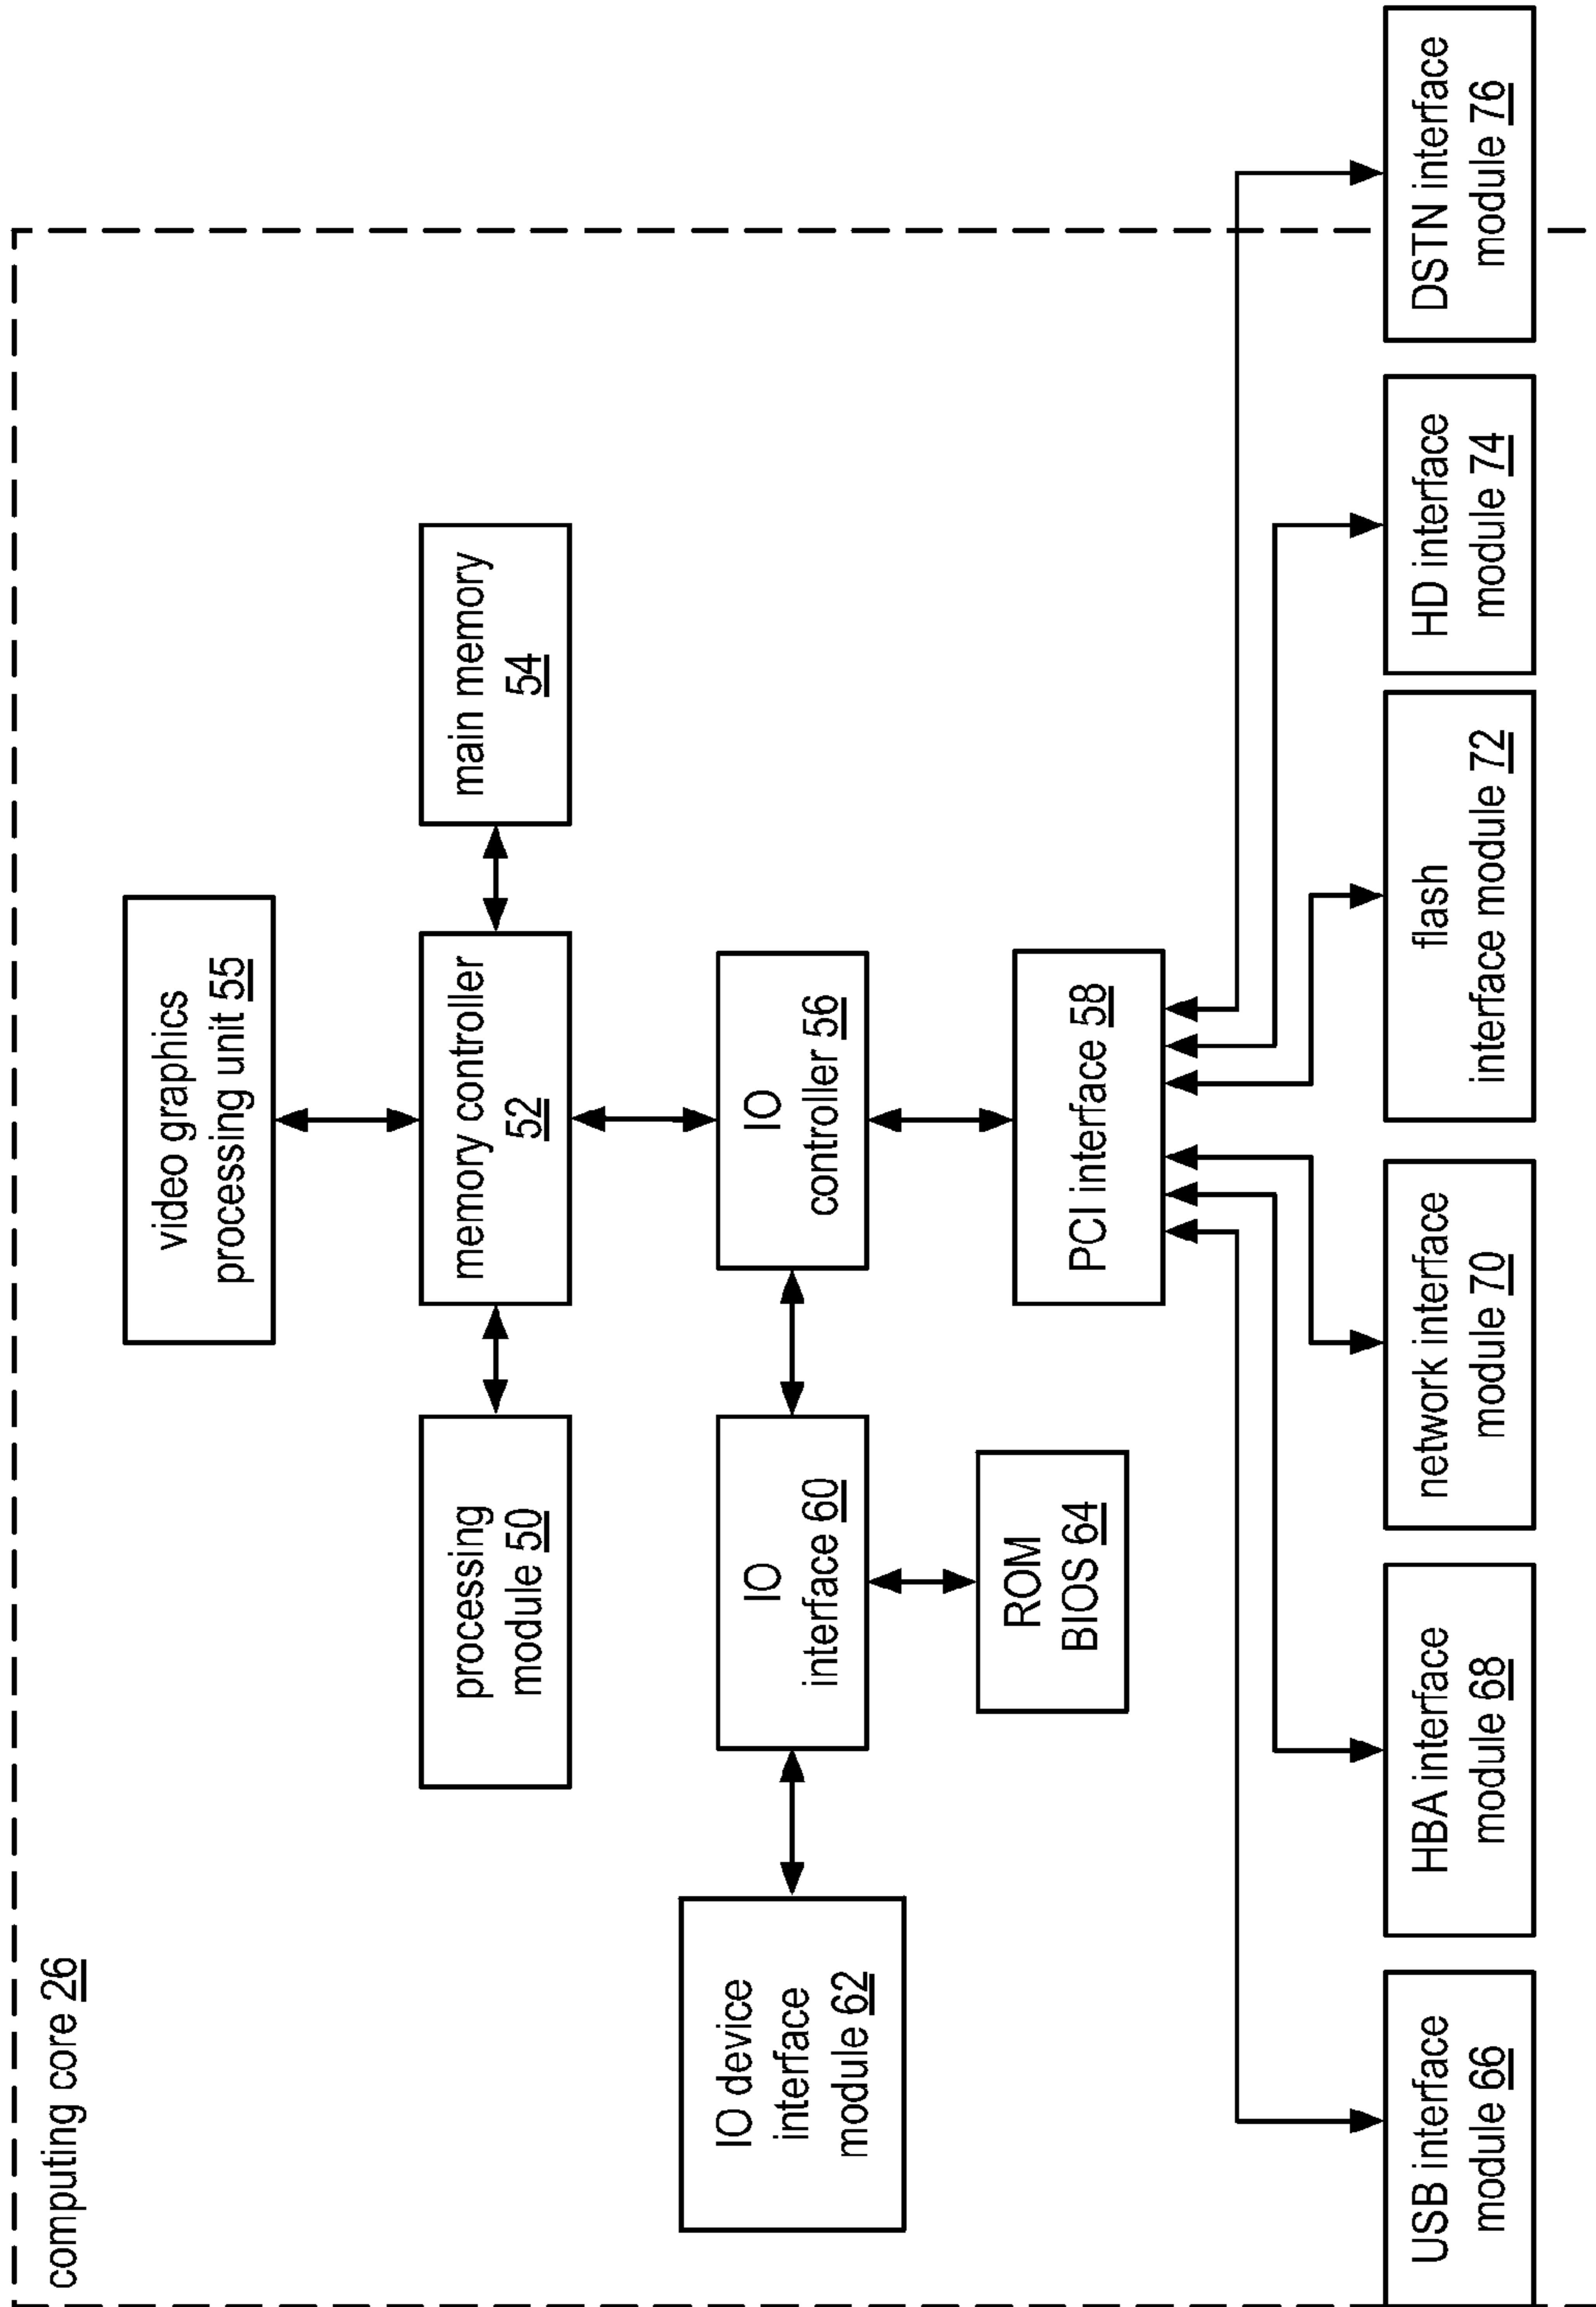 computing core 26
video graphics
processing unit 55
processing
module 50
memory controller
52
main memory
54
IO device
interface
module 62
IO
interface 60
IO
controller 56
ROM
BIOS 64
PCI interface 58
USB interface
module 66
HBA interface
module 68
network interface
module 70
flash
interface module 72
HD interface
module 74
DSTN interface
module 76